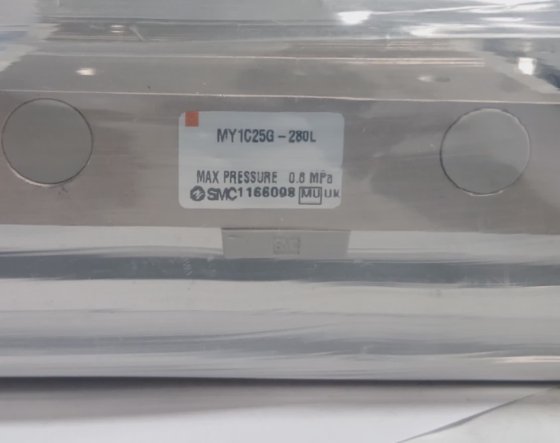 MY1C25G-280L
MAX PRESSURE 0.8 MPa
SMC 1166098 MU UK
SMC